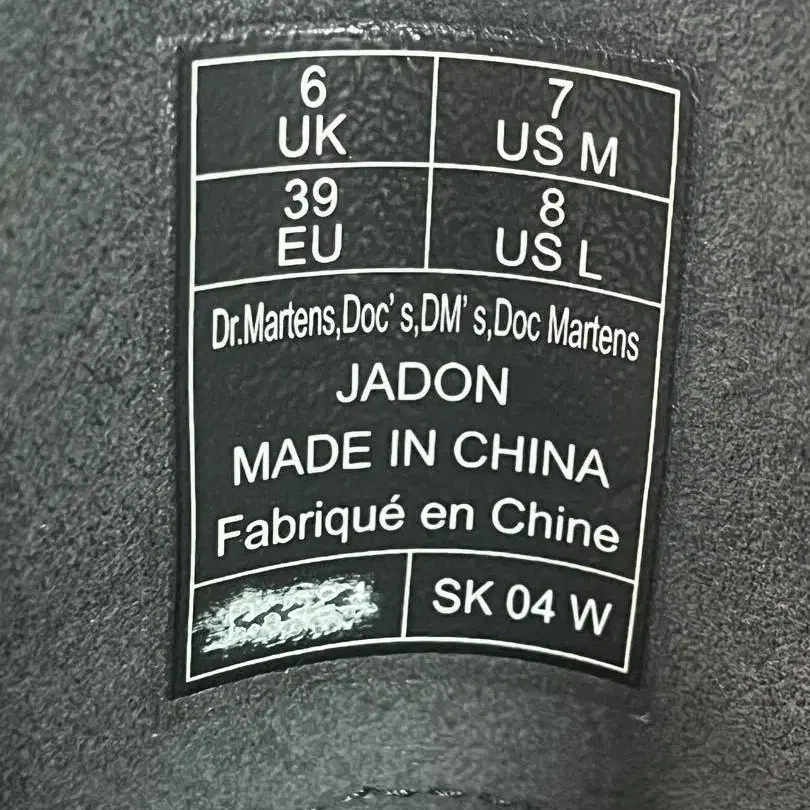 6
UK
7
US M
39
EU
8
US L
Dr.Martens,Doc's,DM's,Doc Martens
JADON
MADE IN CHINA
Fabriqué en Chine
SK 04 W